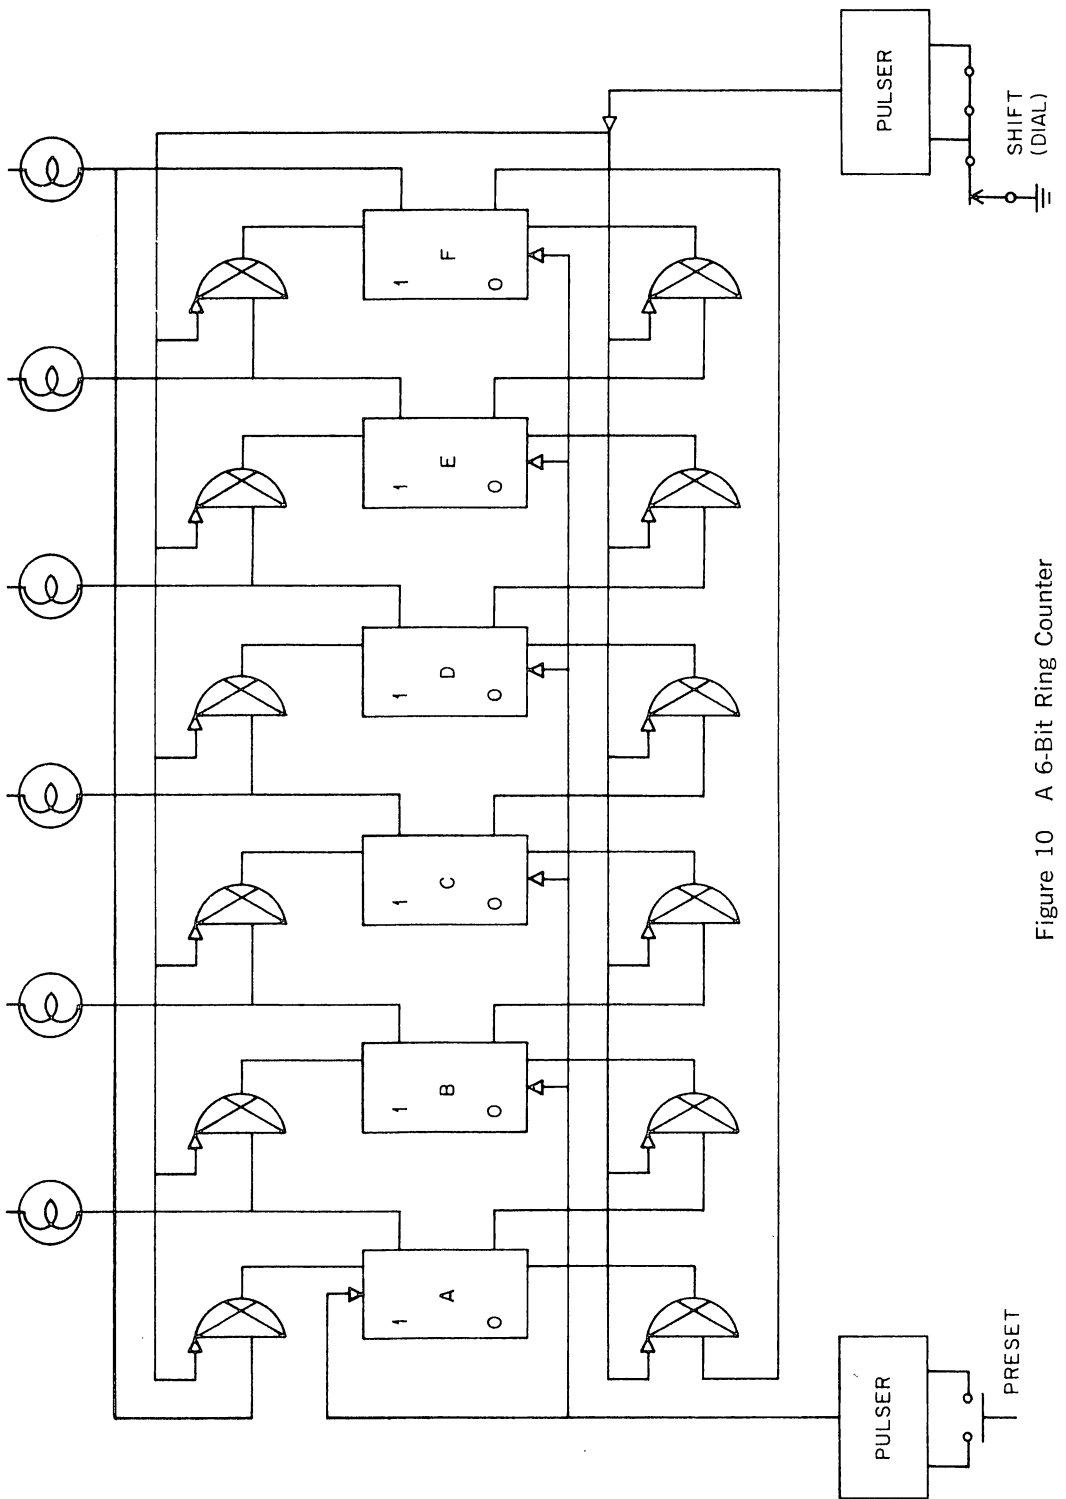 PULSER
SHIFT
(DIAL)
1
F
0
1
E
0
1
D
0
1
C
0
1
B
0
1
A
0
PULSER
PRESET
Figure 10 A 6-Bit Ring Counter